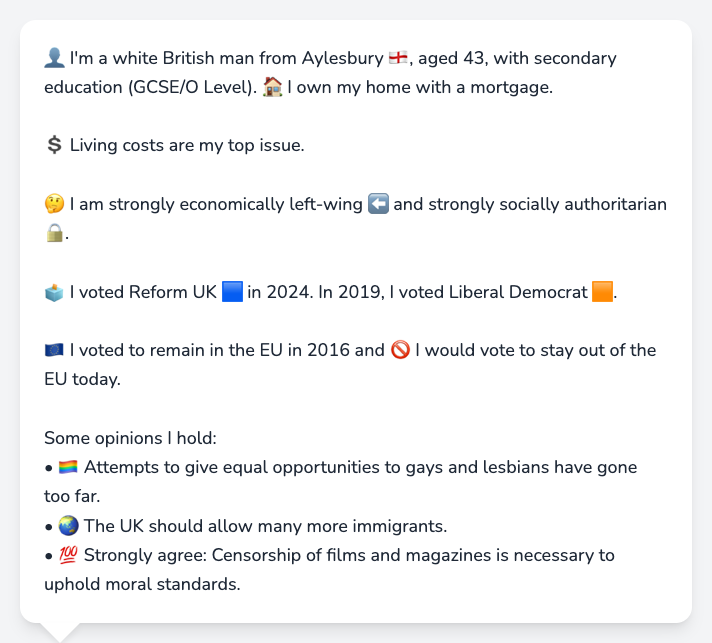 👤 I'm a white British man from Aylesbury 🏴󠁧󠁢󠁥󠁮󠁧󠁿, aged 43, with secondary
education (GCSE/O Level). 🏠 I own my home with a mortgage.
💲 Living costs are my top issue.
🤔 I am strongly economically left-wing ⬅️ and strongly socially authoritarian
🔒.
🗳️ I voted Reform UK 🟦 in 2024. In 2019, I voted Liberal Democrat 🟧.
🇪🇺 I voted to remain in the EU in 2016 and 🚫 I would vote to stay out of the
EU today.
Some opinions I hold:
• 🏳️‍🌈 Attempts to give equal opportunities to gays and lesbians have gone
too far.
• 🌏 The UK should allow many more immigrants.
• 💯 Strongly agree: Censorship of films and magazines is necessary to
uphold moral standards.